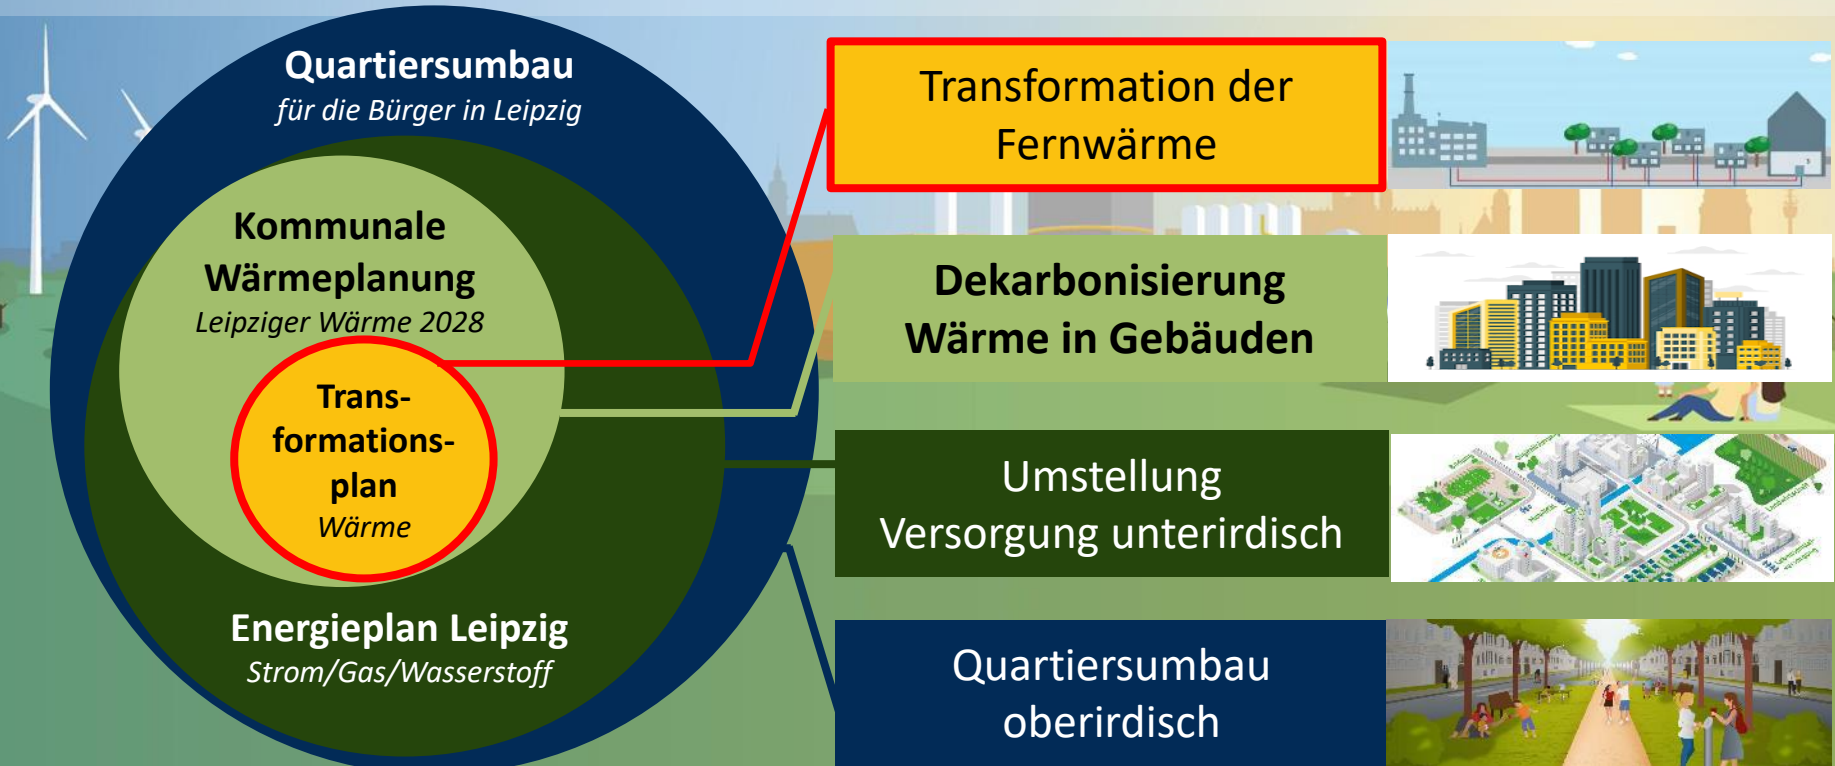 Quartiersumbau
für die Bürger in Leipzig
Kommunale
Wärmeplanung
Leipziger Wärme 2028
Trans-
formations-
plan
Wärme
Energieplan Leipzig
Strom/Gas/Wasserstoff
Transformation der
Fernwärme
Dekarbonisierung
Wärme in Gebäuden
Umstellung
Versorgung unterirdisch
Quartiersumbau
oberirdisch